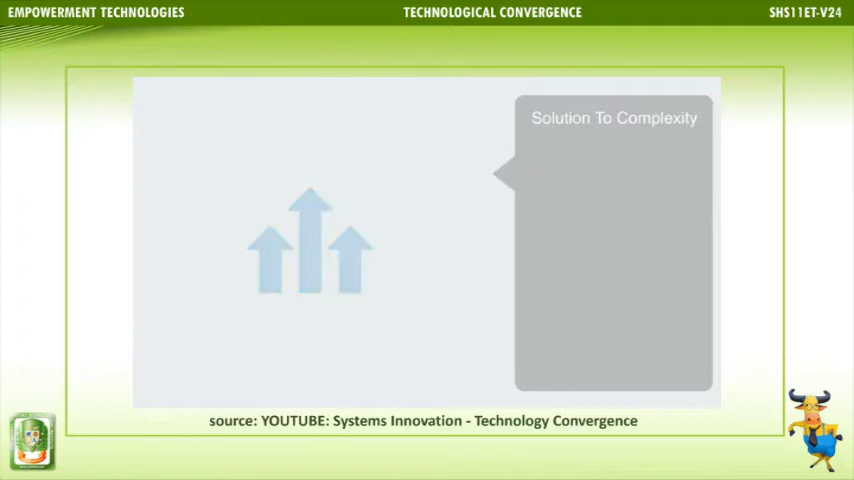 EMPOWERMENT TECHNOLOGIES
TECHNOLOGICAL CONVERGENCE
SHS11ET-V24
Solution To Complexity
source: YOUTUBE: Systems Innovation - Technology Convergence